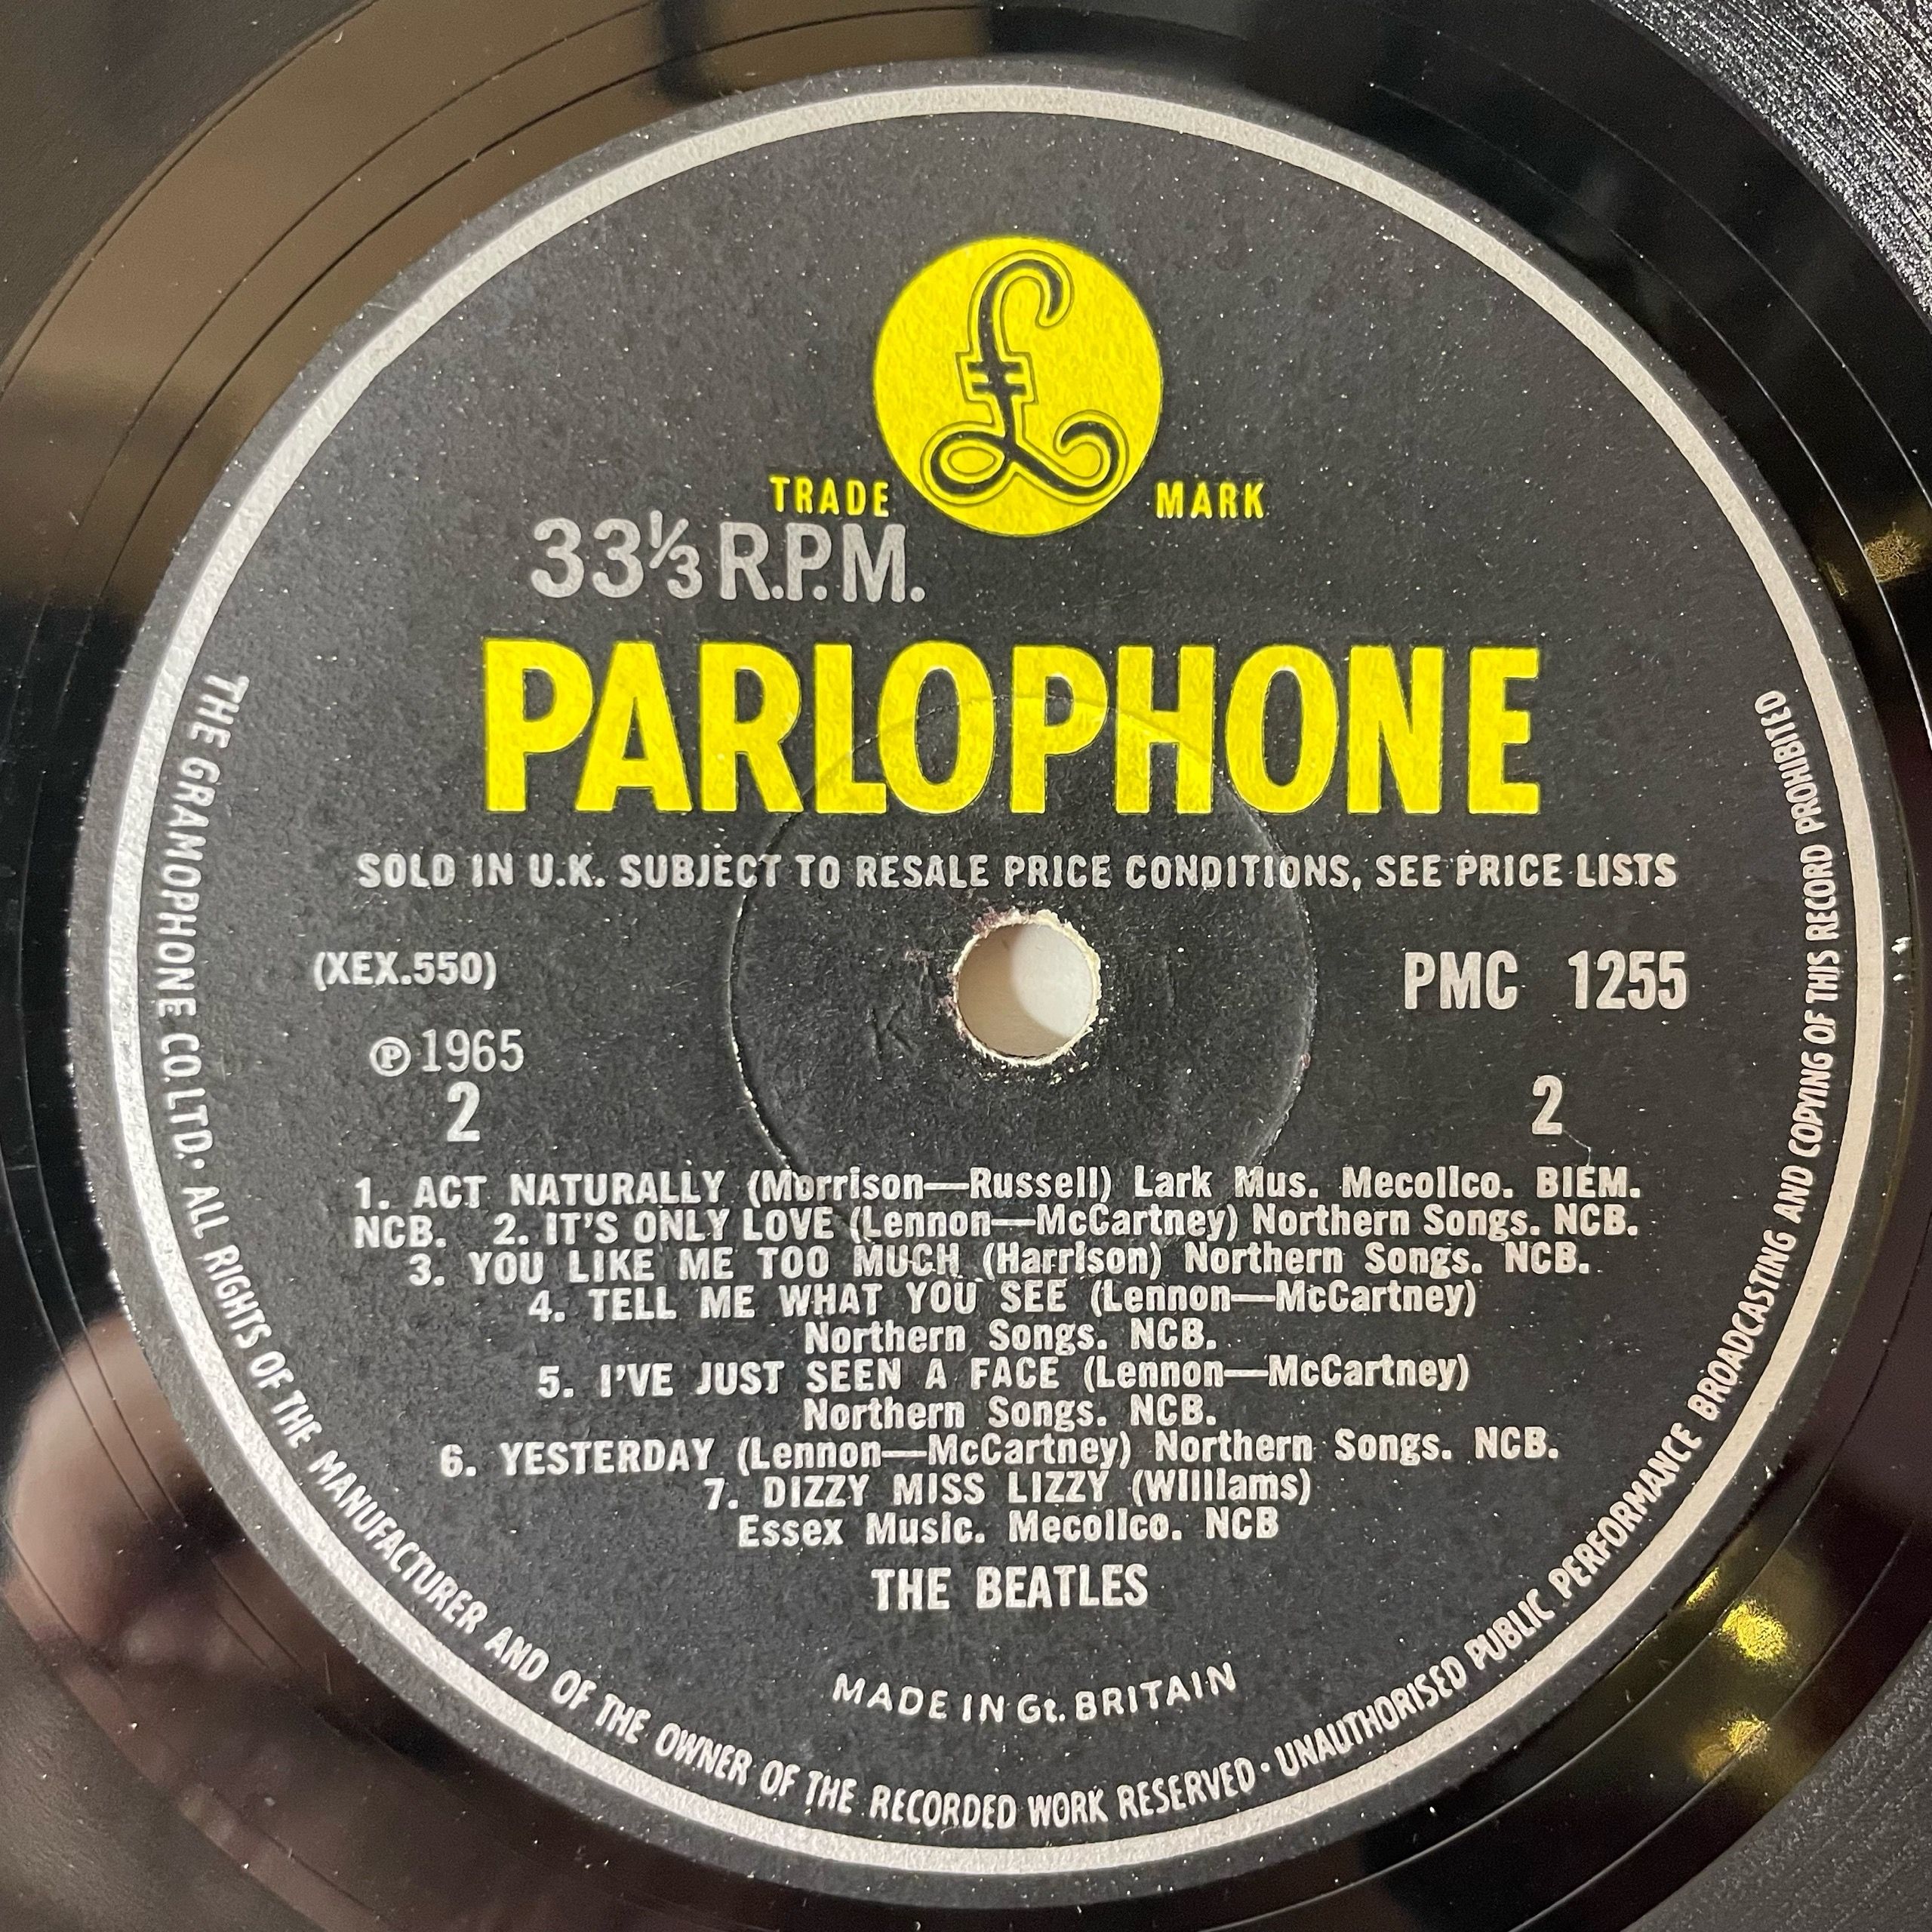 £
TRADE MARK
33⅓ R.P.M.
PARLOPHONE
SOLD IN U.K. SUBJECT TO RESALE PRICE CONDITIONS, SEE PRICE LISTS
(XEX.550)
PMC 1255
℗1965
2
2
K
1. ACT NATURALLY (Morrison—Russell) Lark Mus. Mecolico. BIEM.
NCB. 2. IT'S ONLY LOVE (Lennon—McCartney) Northern Songs. NCB.
3. YOU LIKE ME TOO MUCH (Harrison) Northern Songs. NCB.
4. TELL ME WHAT YOU SEE (Lennon—McCartney)
Northern Songs. NCB.
5. I'VE JUST SEEN A FACE (Lennon—McCartney)
Northern Songs. NCB.
6. YESTERDAY (Lennon—McCartney) Northern Songs. NCB.
7. DIZZY MISS LIZZY (Williams)
Essex Music. Mecolico. NCB
THE BEATLES
MADE IN Gt. BRITAIN
THE GRAMOPHONE CO. LTD. · ALL RIGHTS OF THE MANUFACTURER AND OF THE OWNER OF THE RECORDED WORK RESERVED · UNAUTHORISED PUBLIC PERFORMANCE BROADCASTING AND COPYING OF THIS RECORD PROHIBITED